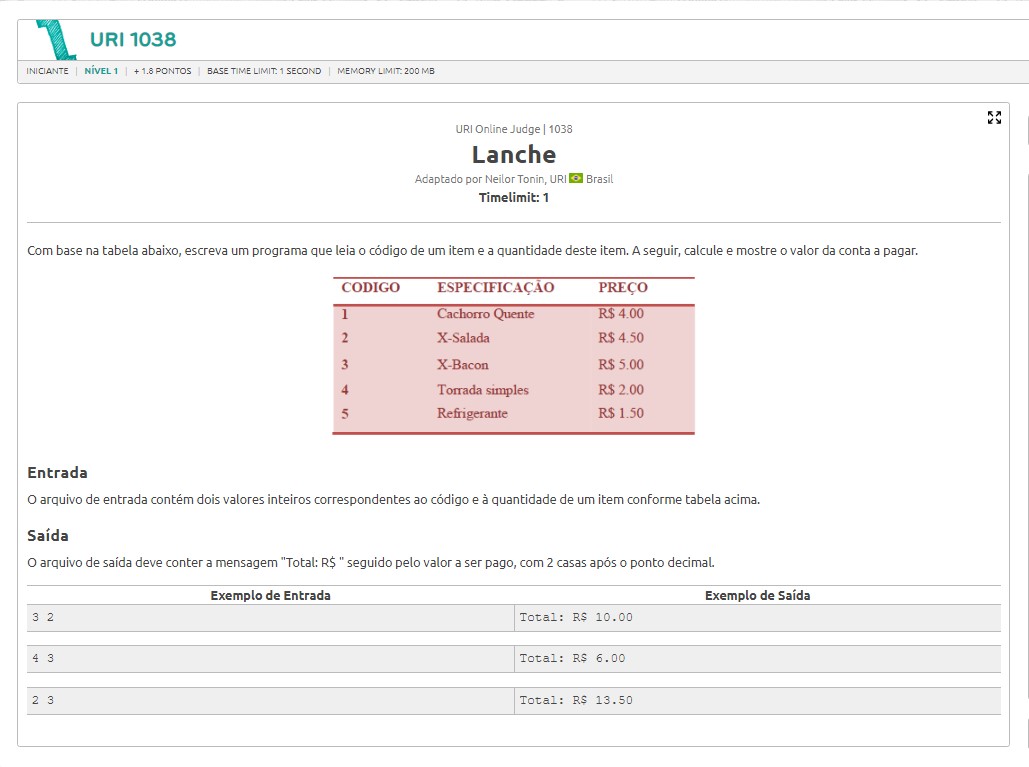 URI 1038
INICIANTE | NÍVEL 1 | + 1.8 PONTOS | BASE TIME LIMIT: 1 SECOND | MEMORY LIMIT: 200 MB
URI Online Judge | 1038
Lanche
Adaptado por Neilor Tonin, URI Brasil
Timelimit: 1
Com base na tabela abaixo, escreva um programa que leia o código de um item e a quantidade deste item. A seguir, calcule e mostre o valor da conta a pagar.
CODIGO ESPECIFICAÇÃO PREÇO
1 Cachorro Quente R$ 4.00
2 X-Salada R$ 4.50
3 X-Bacon R$ 5.00
4 Torrada simples R$ 2.00
5 Refrigerante R$ 1.50
Entrada
O arquivo de entrada contém dois valores inteiros correspondentes ao código e à quantidade de um item conforme tabela acima.
Saída
O arquivo de saída deve conter a mensagem "Total: R$ " seguido pelo valor a ser pago, com 2 casas após o ponto decimal.
Exemplo de Entrada Exemplo de Saída
3 2 Total: R$ 10.00
4 3 Total: R$ 6.00
2 3 Total: R$ 13.50